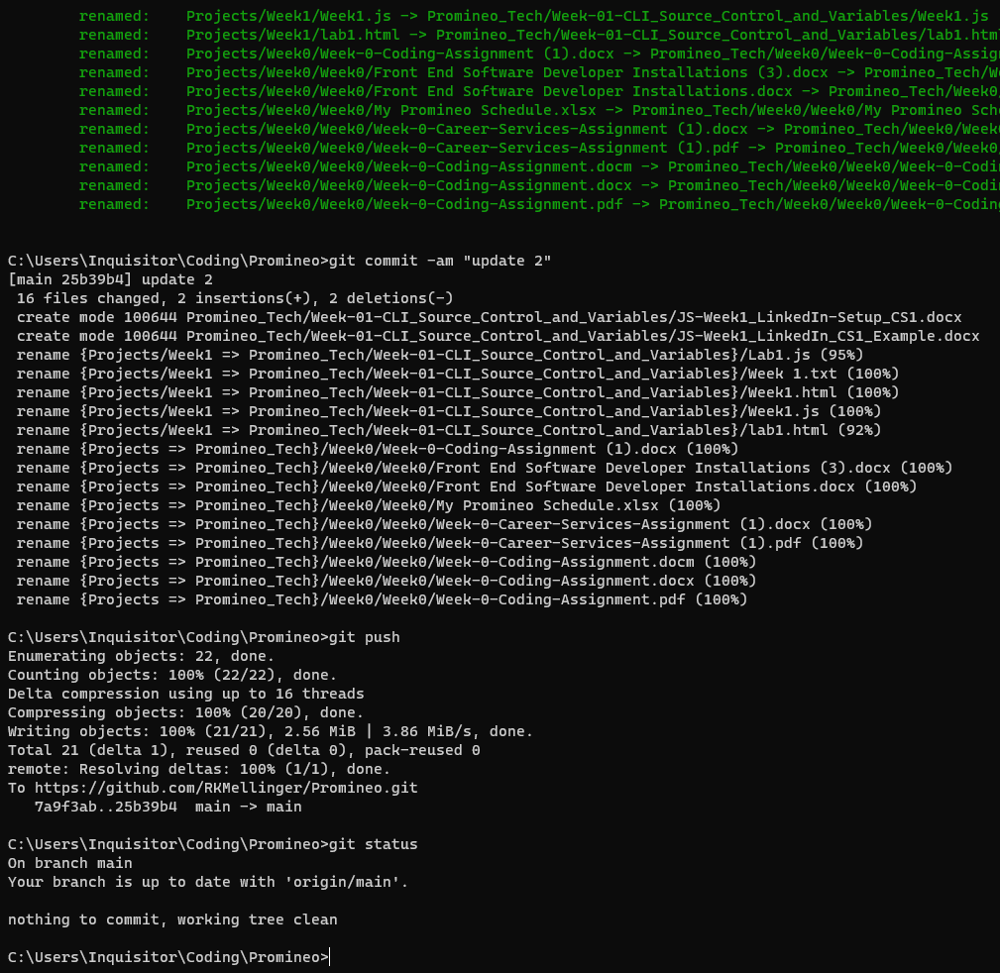 renamed:    Projects/Week1/Week1.js -> Promineo_Tech/Week-01-CLI_Source_Control_and_Variables/Week1.js
renamed:    Projects/Week1/lab1.html -> Promineo_Tech/Week-01-CLI_Source_Control_and_Variables/lab1.htm
renamed:    Projects/Week0/Week-0-Coding-Assignment (1).docx -> Promineo_Tech/Week0/Week-0-Coding-Assign
renamed:    Projects/Week0/Week0/Front End Software Developer Installations (3).docx -> Promineo_Tech/W
renamed:    Projects/Week0/Week0/Front End Software Developer Installations.docx -> Promineo_Tech/Week0/
renamed:    Projects/Week0/Week0/My Promineo Schedule.xlsx -> Promineo_Tech/Week0/Week0/My Promineo Sch
renamed:    Projects/Week0/Week0/Week-0-Career-Services-Assignment (1).docx -> Promineo_Tech/Week0/Week
renamed:    Projects/Week0/Week0/Week-0-Career-Services-Assignment (1).pdf -> Promineo_Tech/Week0/Week0/
renamed:    Projects/Week0/Week0/Week-0-Coding-Assignment.docm -> Promineo_Tech/Week0/Week0/Week-0-Codi
renamed:    Projects/Week0/Week0/Week-0-Coding-Assignment.docx -> Promineo_Tech/Week0/Week0/Week-0-Codi
renamed:    Projects/Week0/Week0/Week-0-Coding-Assignment.pdf -> Promineo_Tech/Week0/Week0/Week-0-Coding
C:\Users\Inquisitor\Coding\Promineo>git commit -am "update 2"
[main 25b39b4] update 2
 16 files changed, 2 insertions(+), 2 deletions(-)
 create mode 100644 Promineo_Tech/Week-01-CLI_Source_Control_and_Variables/JS-Week1_LinkedIn-Setup_CS1.docx
 create mode 100644 Promineo_Tech/Week-01-CLI_Source_Control_and_Variables/JS-Week1_LinkedIn_CS1_Example.docx
 rename {Projects/Week1 => Promineo_Tech/Week-01-CLI_Source_Control_and_Variables}/Lab1.js (95%)
 rename {Projects/Week1 => Promineo_Tech/Week-01-CLI_Source_Control_and_Variables}/Week 1.txt (100%)
 rename {Projects/Week1 => Promineo_Tech/Week-01-CLI_Source_Control_and_Variables}/Week1.html (100%)
 rename {Projects/Week1 => Promineo_Tech/Week-01-CLI_Source_Control_and_Variables}/Week1.js (100%)
 rename {Projects/Week1 => Promineo_Tech/Week-01-CLI_Source_Control_and_Variables}/lab1.html (92%)
 rename {Projects => Promineo_Tech}/Week0/Week-0-Coding-Assignment (1).docx (100%)
 rename {Projects => Promineo_Tech}/Week0/Week0/Front End Software Developer Installations (3).docx (100%)
 rename {Projects => Promineo_Tech}/Week0/Week0/Front End Software Developer Installations.docx (100%)
 rename {Projects => Promineo_Tech}/Week0/Week0/My Promineo Schedule.xlsx (100%)
 rename {Projects => Promineo_Tech}/Week0/Week0/Week-0-Career-Services-Assignment (1).docx (100%)
 rename {Projects => Promineo_Tech}/Week0/Week0/Week-0-Career-Services-Assignment (1).pdf (100%)
 rename {Projects => Promineo_Tech}/Week0/Week0/Week-0-Coding-Assignment.docm (100%)
 rename {Projects => Promineo_Tech}/Week0/Week0/Week-0-Coding-Assignment.docx (100%)
 rename {Projects => Promineo_Tech}/Week0/Week0/Week-0-Coding-Assignment.pdf (100%)
C:\Users\Inquisitor\Coding\Promineo>git push
Enumerating objects: 22, done.
Counting objects: 100% (22/22), done.
Delta compression using up to 16 threads
Compressing objects: 100% (20/20), done.
Writing objects: 100% (21/21), 2.56 MiB | 3.86 MiB/s, done.
Total 21 (delta 1), reused 0 (delta 0), pack-reused 0
remote: Resolving deltas: 100% (1/1), done.
To https://github.com/RKMellinger/Promineo.git
   7a9f3ab..25b39b4  main -> main
C:\Users\Inquisitor\Coding\Promineo>git status
On branch main
Your branch is up to date with 'origin/main'.
nothing to commit, working tree clean
C:\Users\Inquisitor\Coding\Promineo>